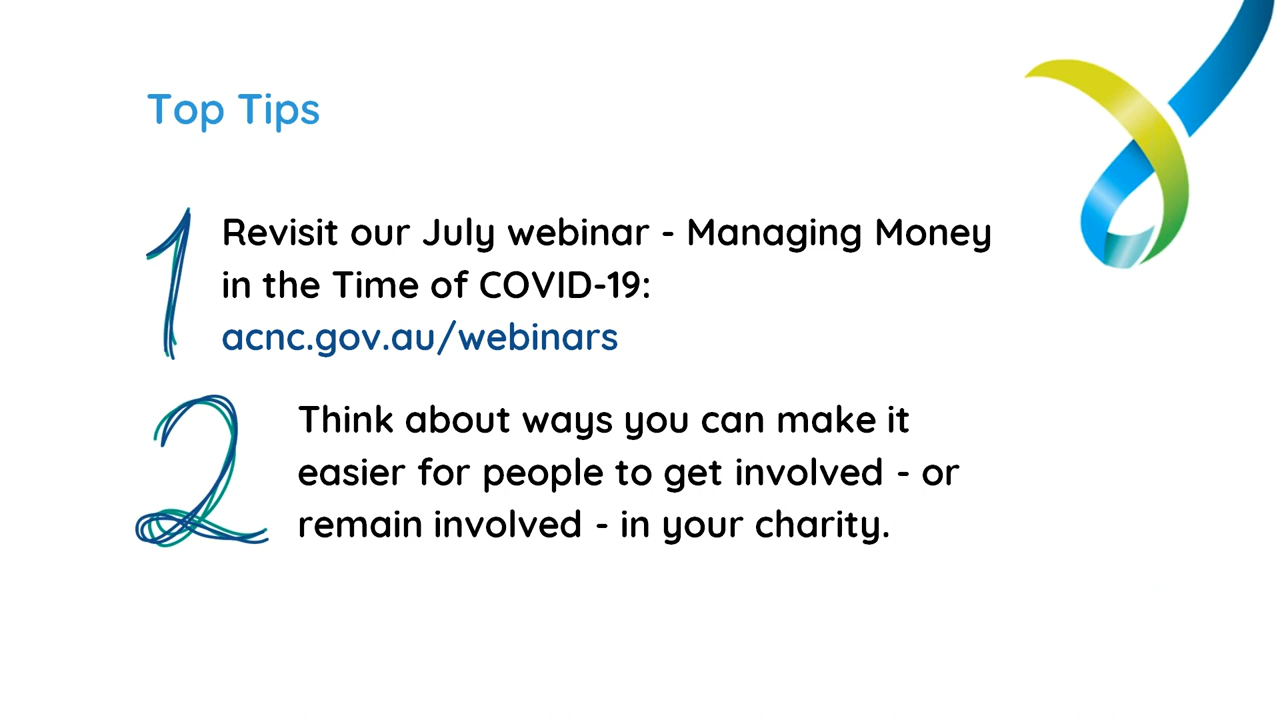 Top Tips
1
Revisit our July webinar - Managing Money
in the Time of COVID-19:
acnc.gov.au/webinars
2
Think about ways you can make it
easier for people to get involved - or
remain involved - in your charity.